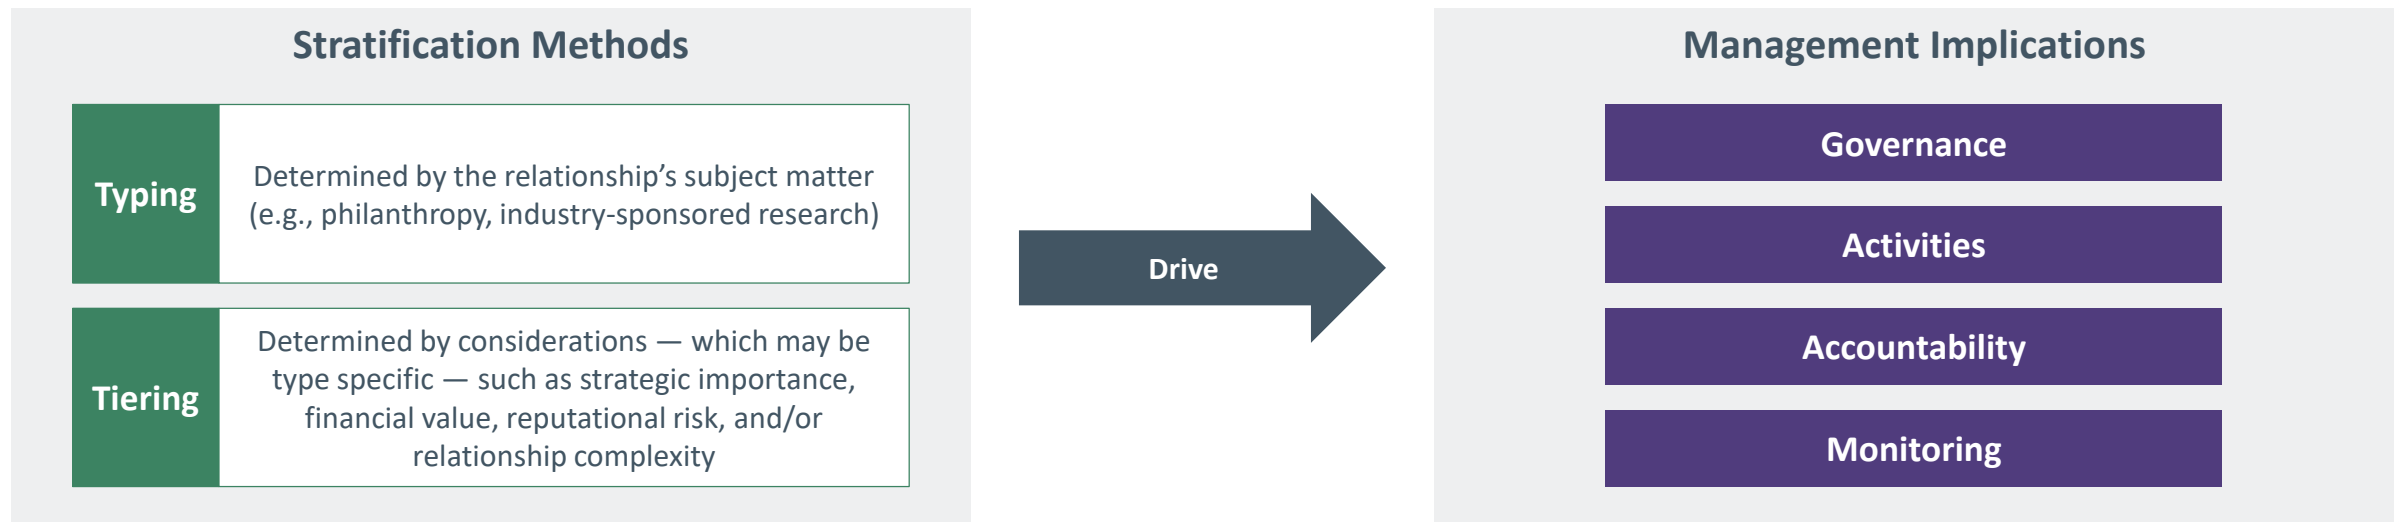 Stratification Methods
Typing
Determined by the relationship’s subject matter
(e.g., philanthropy, industry-sponsored research)
Tiering
Determined by considerations — which may be
type specific — such as strategic importance,
financial value, reputational risk, and/or
relationship complexity
Drive
Management Implications
Governance
Activities
Accountability
Monitoring